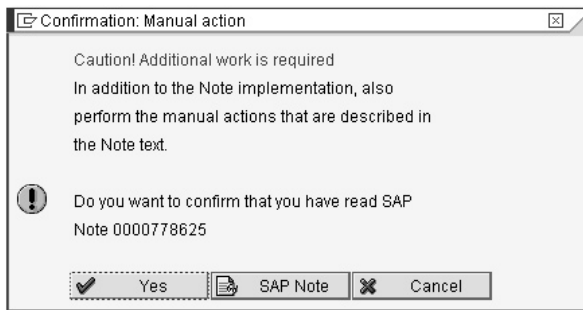 Confirmation: Manual action
Caution! Additional work is required
In addition to the Note implementation, also
perform the manual actions that are described in
the Note text.
Do you want to confirm that you have read SAP
Note 0000778625
Yes SAP Note Cancel